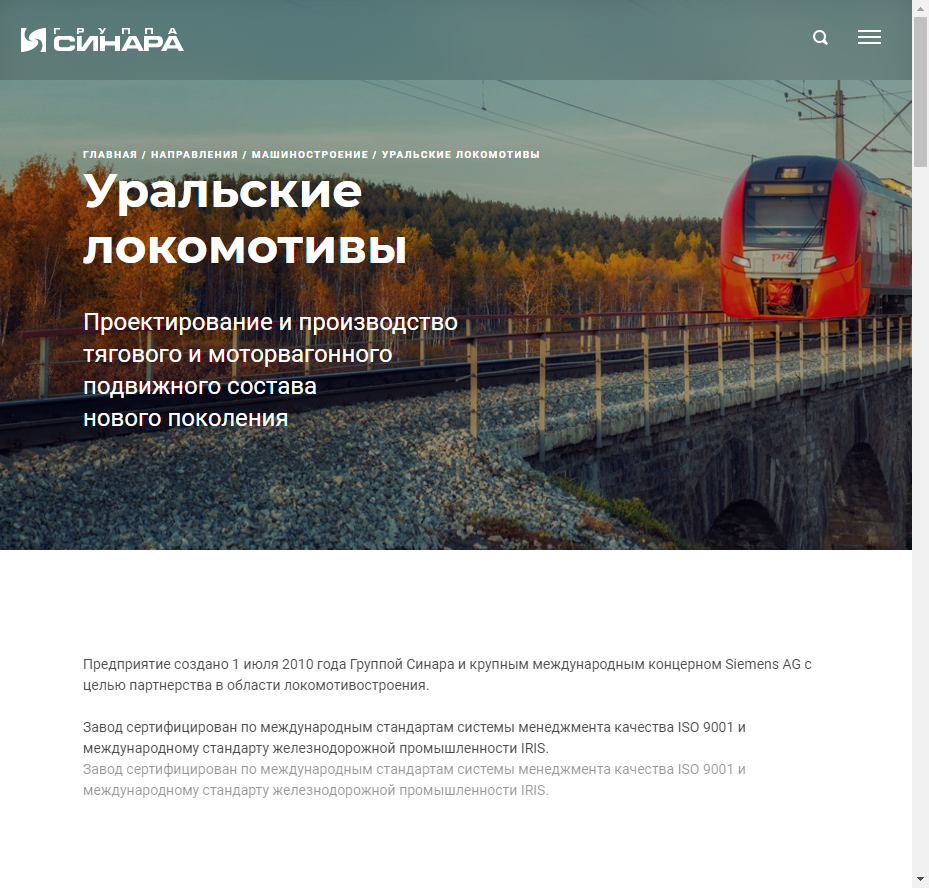 ГРУППА
СИНАРА
ГЛАВНАЯ / НАПРАВЛЕНИЯ / МАШИНОСТРОЕНИЕ / УРАЛЬСКИЕ ЛОКОМОТИВЫ
Уральские
локомотивы
Проектирование и производство
тягового и моторвагонного
подвижного состава
нового поколения
Предприятие создано 1 июля 2010 года Группой Синара и крупным международным концерном Siemens AG с
целью партнерства в области локомотивостроения.
Завод сертифицирован по международным стандартам системы менеджмента качества ISO 9001 и
международному стандарту железнодорожной промышленности IRIS.
Завод сертифицирован по международным стандартам системы менеджмента качества ISO 9001 и
международному стандарту железнодорожной промышленности IRIS.